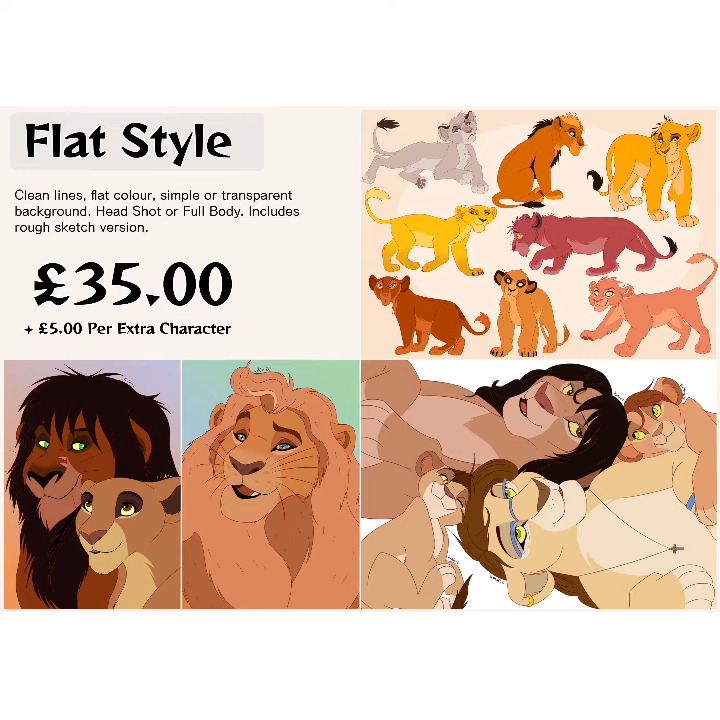 Flat Style
Clean lines, flat colour, simple or transparent
background. Head Shot or Full Body. Includes
rough sketch version.
£35.00
+ £5.00 Per Extra Character